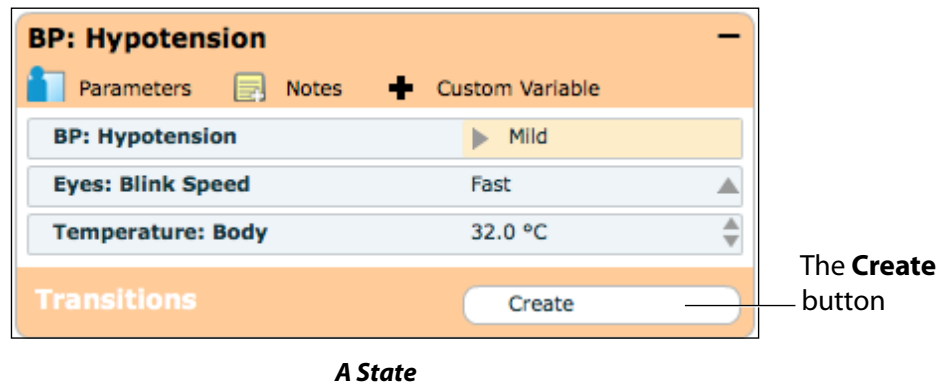 BP: Hypotension
Parameters Notes Custom Variable
BP: Hypotension Mild
Eyes: Blink Speed Fast
Temperature: Body 32.0 °C
Transitions Create
The Create
button
A State